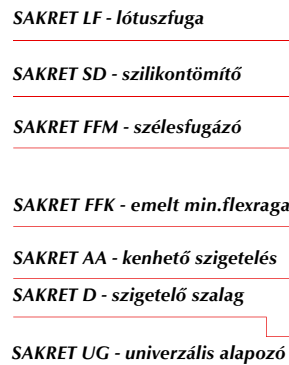 SAKRET LF - lótuszfuga
SAKRET SD - szilikontömítő
SAKRET FFM - szélesfugázó
SAKRET FFK - emelt min.flexraga
SAKRET AA - kenhető szigetelés
SAKRET D - szigetelő szalag
SAKRET UG - univerzális alapozó